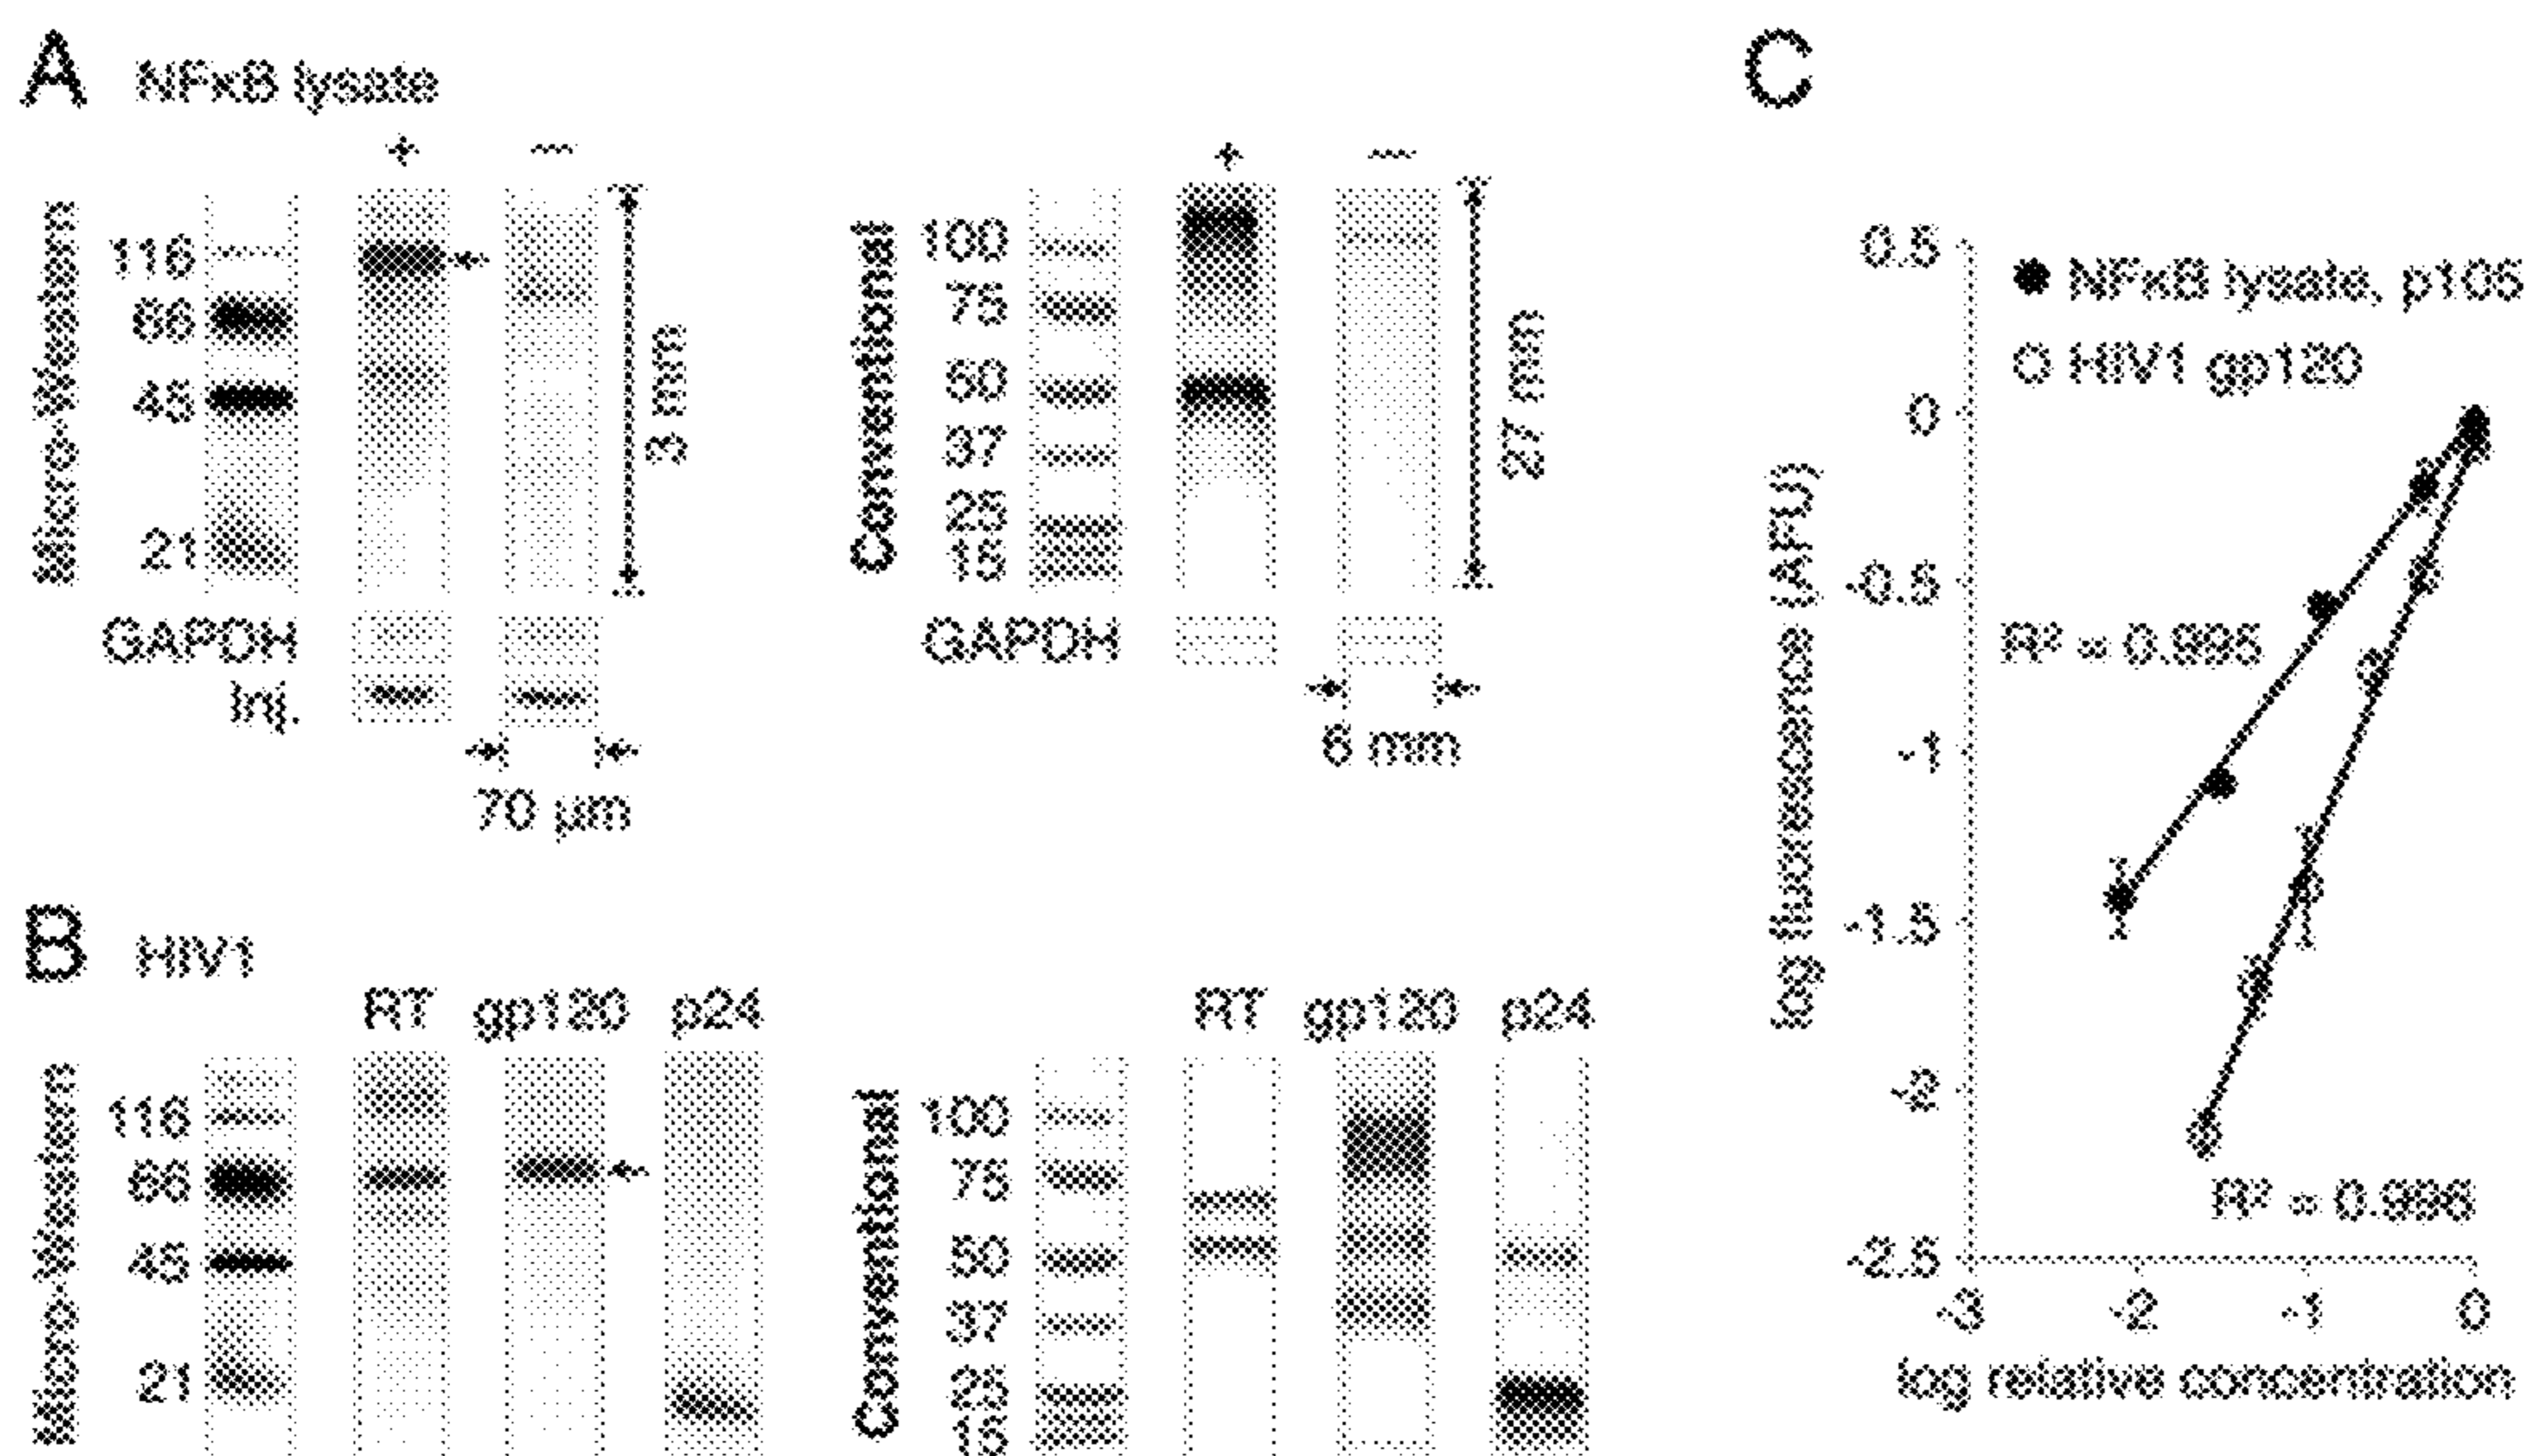 A NFκB lysate
+ −
Micro-Western
116
66
45
21
3 mm
GAPDH
Inj.
70 μm
+ −
Conventional
100
75
50
37
25
15
27 mm
GAPDH
6 mm
B HIV1
RT gp120 p24
Micro-Western
116
66
45
21
RT gp120 p24
Conventional
100
75
50
37
25
15
C
NFκB lysate, p105
HIV1 gp120
log fluorescence (AFU)
0.5
0
-0.5
-1
-1.5
-2
-2.5
R² = 0.995
R² = 0.996
-3 -2 -1 0
log relative concentration